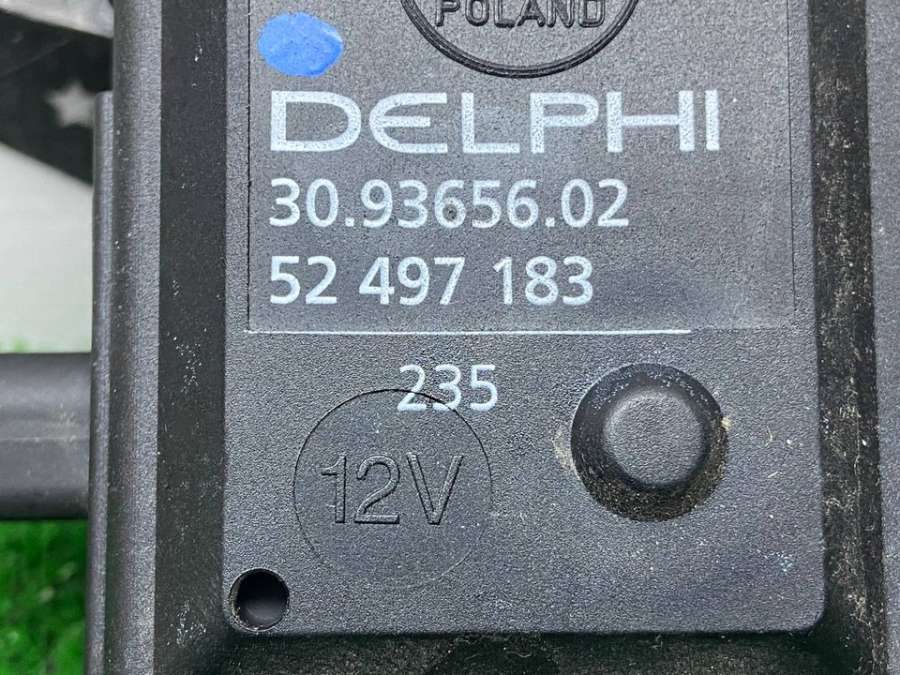 POLAND
DELPHI
30.93656.02
52 497 183
235
12V